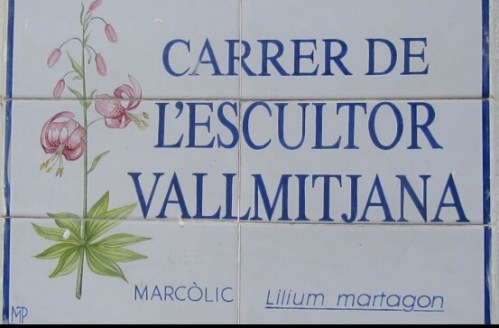 CARRER DE
L'ESCULTOR
VALLMITJANA
MARCÒLIC Lilium martagon
MP